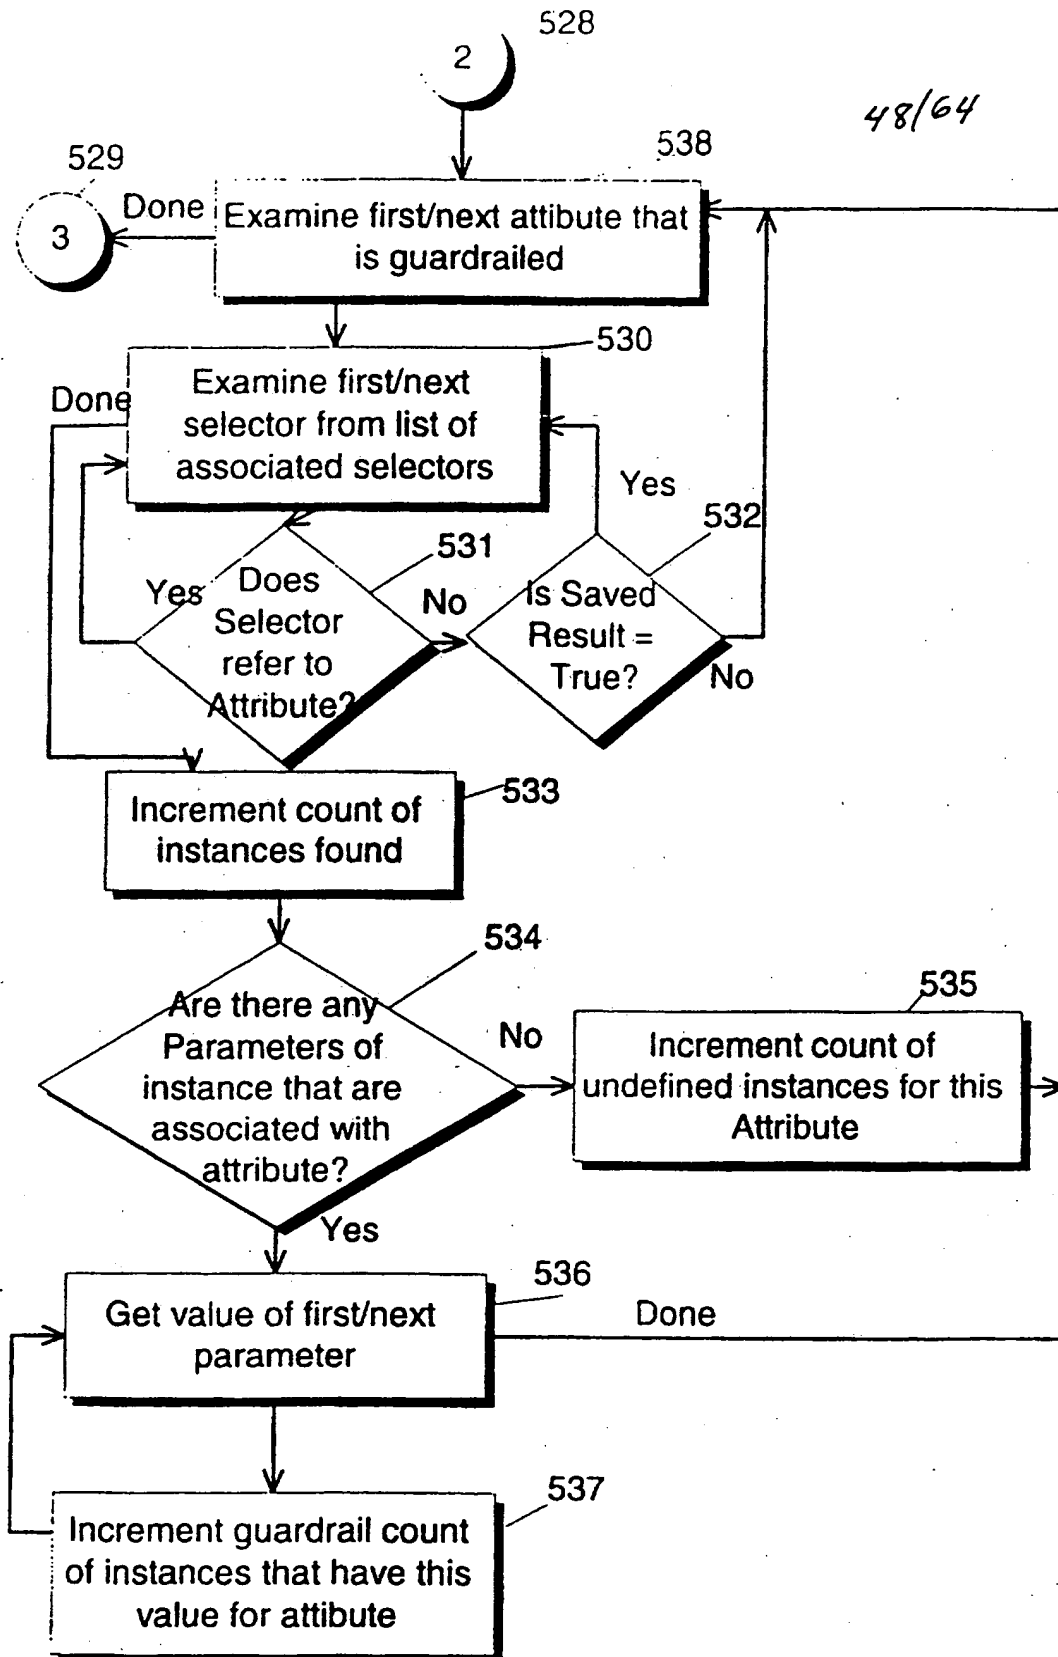 528
2
48/64
538
529
Done
3
Examine first/next attibute that
is guardrailed
530
Examine first/next
selector from list of
associated selectors
Done
Yes
532
531
Yes
Does
Selector
refer to
Attribute?
No
Is Saved
Result =
True?
No
533
Increment count of
instances found
534
Are there any
Parameters of
instance that are
associated with
attribute?
No
535
Increment count of
undefined instances for this
Attribute
Yes
536
Get value of first/next
parameter
Done
537
Increment guardrail count
of instances that have this
value for attibute